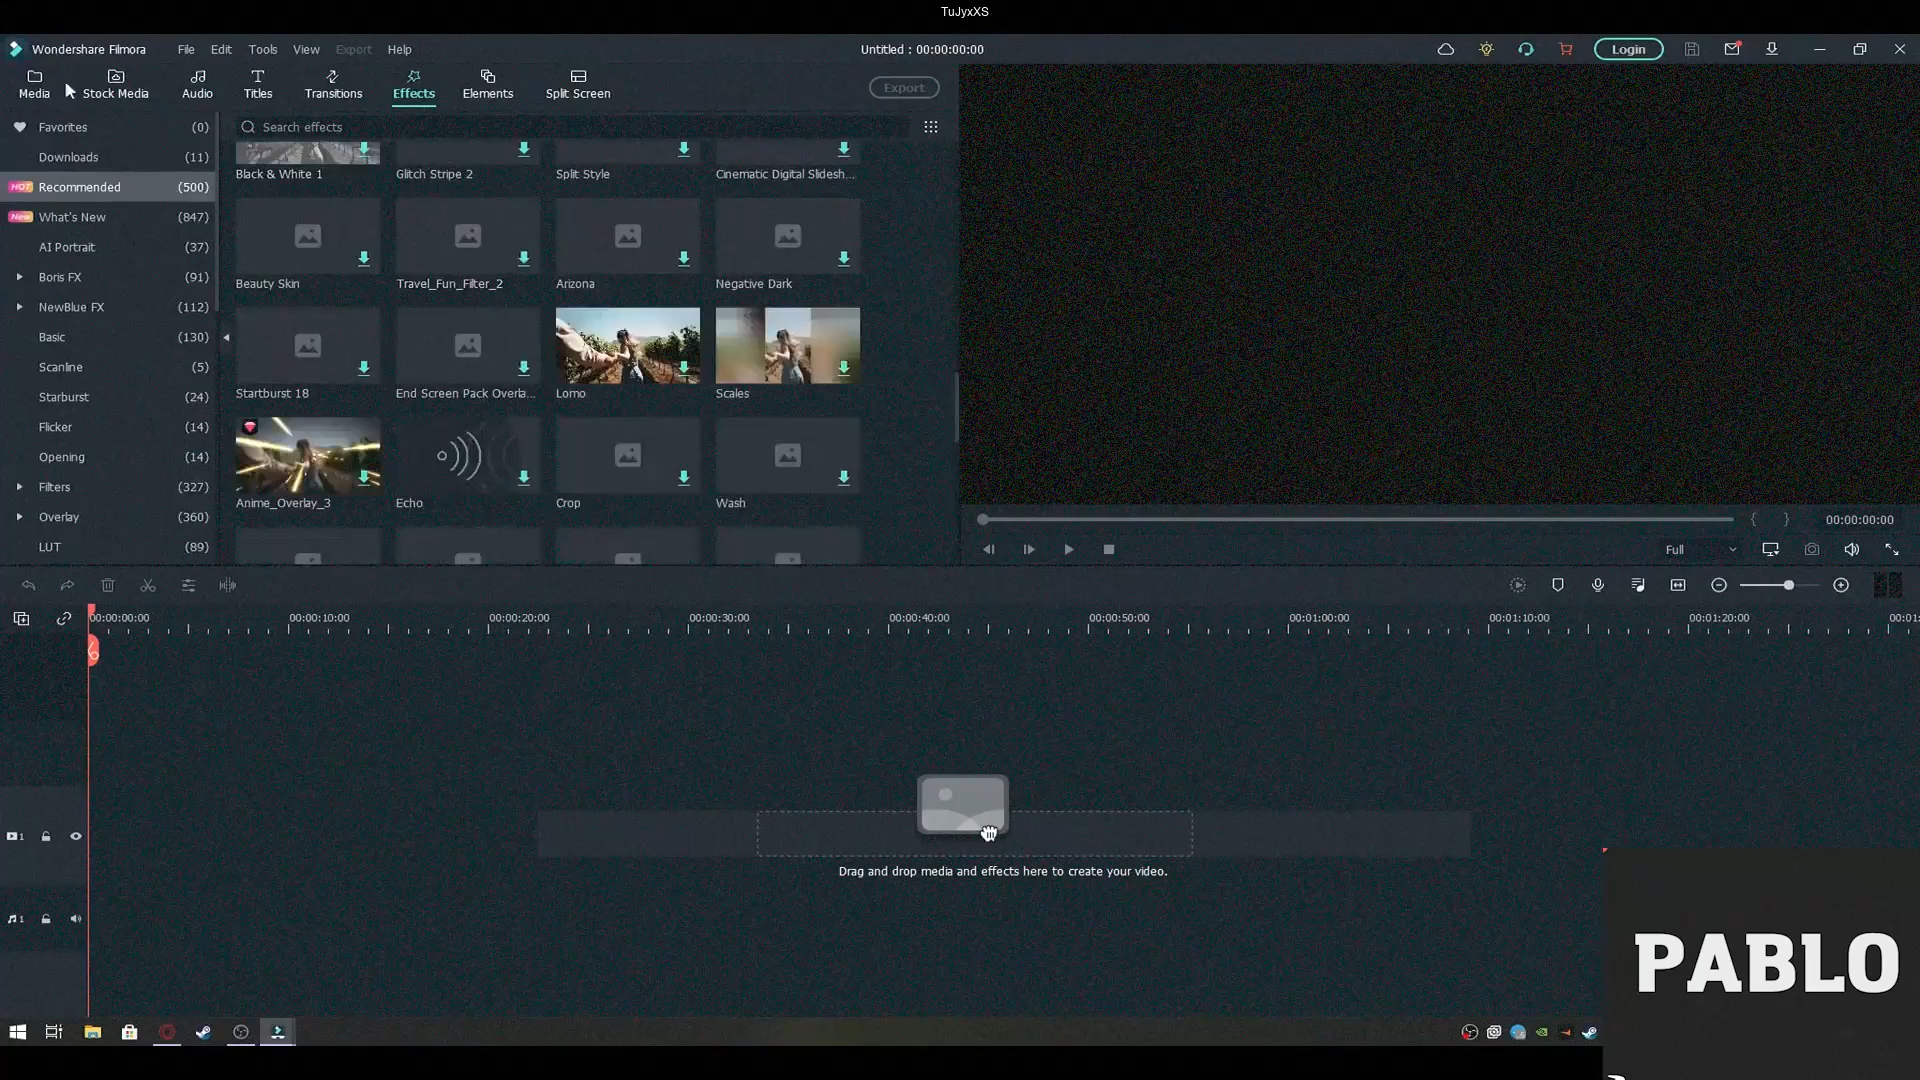 TuJyxXS
Wondershare Filmora File Edit Tools View Export Help Untitled : 00:00:00:00 Login
Media Stock Media Audio Titles Transitions Effects Elements Split Screen Export
Favorites (0)
Downloads (11)
HOT Recommended (500)
New What's New (847)
AI Portrait (37)
Boris FX (91)
NewBlue FX (112)
Basic (130)
Scanline (5)
Starburst (24)
Flicker (14)
Opening (14)
Filters (327)
Overlay (360)
LUT (89)
Search effects
Black & White 1 Glitch Stripe 2 Split Style Cinematic Digital Slidesh...
Beauty Skin Travel_Fun_Filter_2 Arizona Negative Dark
Startburst 18 End Screen Pack Overla... Lomo Scales
Anime_Overlay_3 Echo Crop Wash
{ } 00:00:00:00
Full
00:00:00:00 00:00:10:00 00:00:20:00 00:00:30:00 00:00:40:00 00:00:50:00 00:01:00:00 00:01:10:00 00:01:20:00 00:01:
1
Drag and drop media and effects here to create your video.
1
PABLO